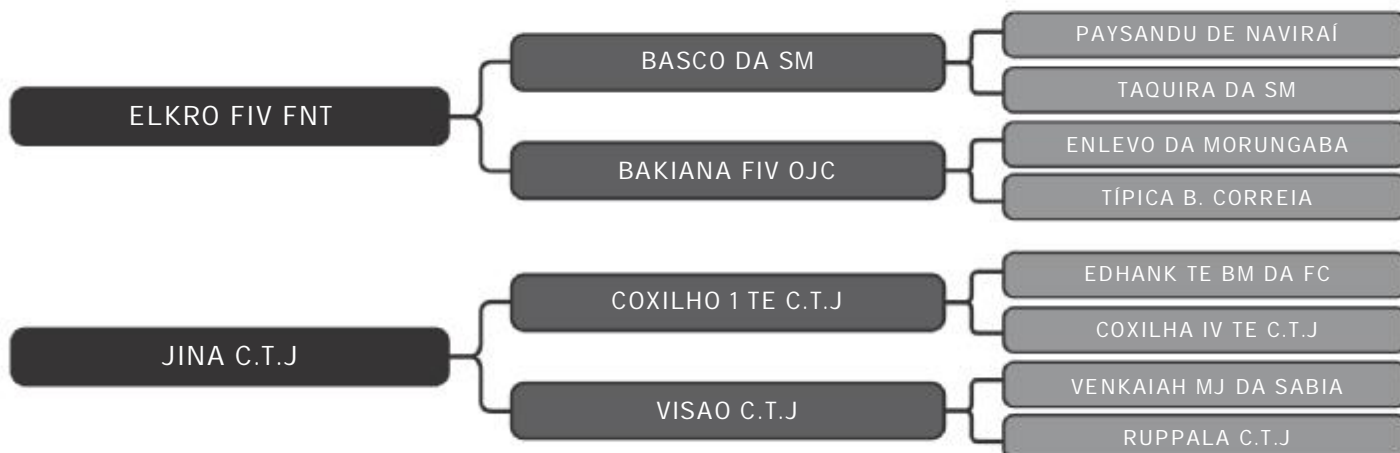 ELKRO FIV FNT
BASCO DA SM
PAYSANDU DE NAVIRAÍ
TAQUIRA DA SM
BAKIANA FIV OJC
ENLEVO DA MORUNGABA
TÍPICA B. CORREIA
JINA C.T.J
COXILHO 1 TE C.T.J
EDHANK TE BM DA FC
COXILHA IV TE C.T.J
VISAO C.T.J
VENKAIAH MJ DA SABIA
RUPPALA C.T.J